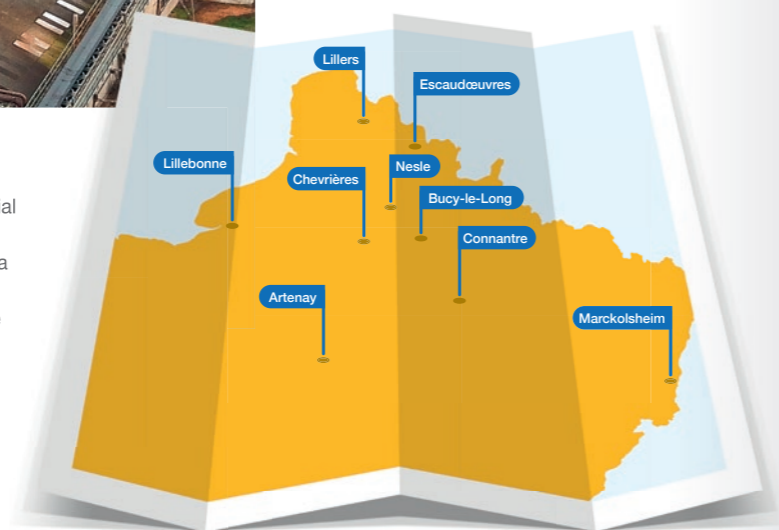 Lillers
Escaudœuvres
Lillebonne
Nesle
Chevrières
Bucy-le-Long
Connantre
Artenay
Marckolsheim
a